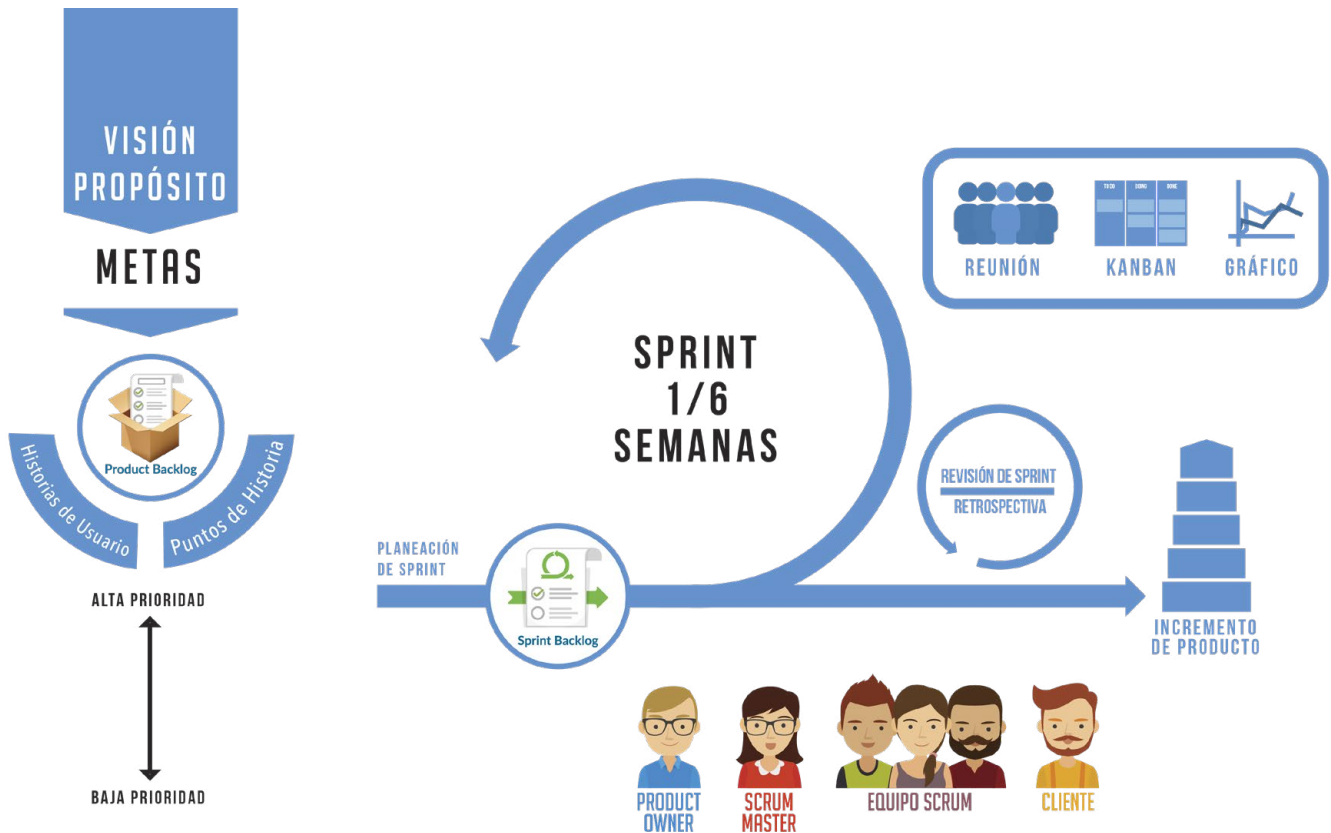 VISIÓN
PROPÓSITO
METAS
Product Backlog
Historias de Usuario
Puntos de Historia
ALTA PRIORIDAD
BAJA PRIORIDAD
PLANEACIÓN
DE SPRINT
Sprint Backlog
SPRINT
1/6
SEMANAS
REUNIÓN
KANBAN
GRÁFICO
REVISIÓN DE SPRINT
RETROSPECTIVA
INCREMENTO
DE PRODUCTO
PRODUCT
OWNER
SCRUM
MASTER
EQUIPO SCRUM
CLIENTE